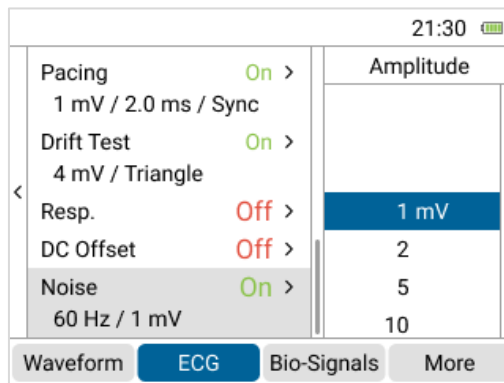 21:30
Pacing On >
1 mV / 2.0 ms / Sync
Drift Test On >
4 mV / Triangle
<
Resp. Off >
DC Offset Off >
Noise On >
60 Hz / 1 mV
Amplitude
1 mV
2
5
10
Waveform ECG Bio-Signals More